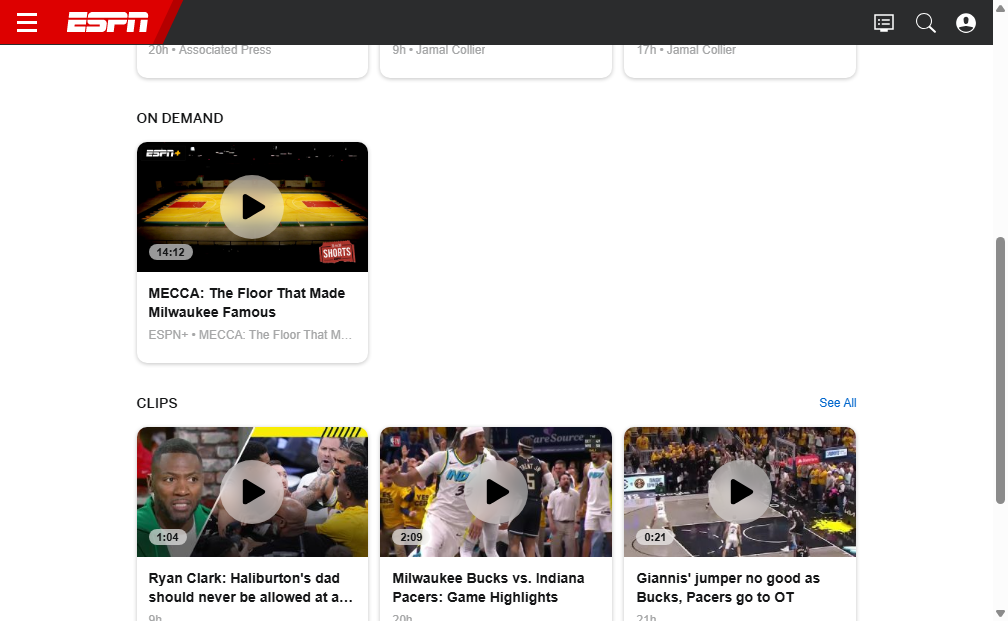 ESPN
20h • Associated Press
9h • Jamal Collier
17h • Jamal Collier
ON DEMAND
ESPN+
14:12
SHORTS
MECCA: The Floor That Made
Milwaukee Famous
ESPN+ • MECCA: The Floor That M...
CLIPS
See All
1:04
2:09
0:21
Ryan Clark: Haliburton's dad
should never be allowed at a...
9h
Milwaukee Bucks vs. Indiana
Pacers: Game Highlights
20h
Giannis' jumper no good as
Bucks, Pacers go to OT
21h